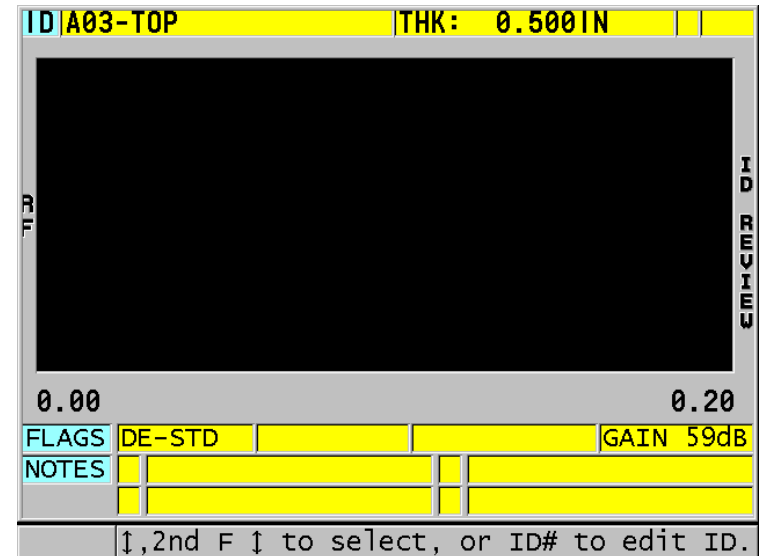 ID A03-TOP THK: 0.500IN
RF
ID REVIEW
0.00 0.20
FLAGS DE-STD GAIN 59dB
NOTES
↕,2nd F ↕ to select, or ID# to edit ID.